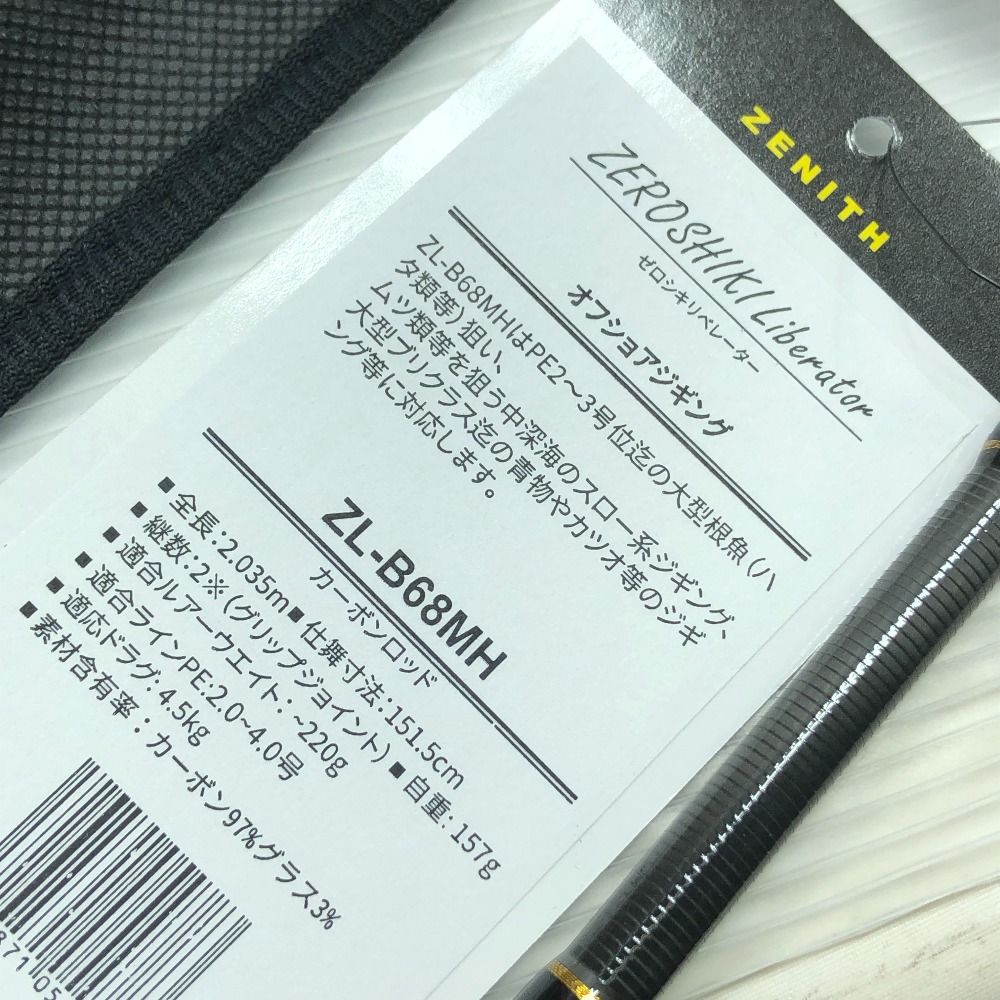 ZENITH
ZEROSHIKI Liberator
ゼロシキリベレーター
オフショアジギング
ZL-B68MHはPE2〜3号位迄の大型根魚(ハ
タ類等)狙い、
ムツ類等を狙う中深海のスロー系ジギング、
大型ブリクラス迄の青物やカツオ等のジギ
ング等に対応します。
ZL-B68MH
カーボンロッド
■全長:2.035m■仕舞寸法:151.5cm
■継数:2※(グリップジョイント)■自重:157g
■適合ルアーウエイト:~220g
■適合ラインPE:2.0~4.0号
■適応ドラグ:4.5kg
■素材含有率:カーボン97%グラス3%
87105